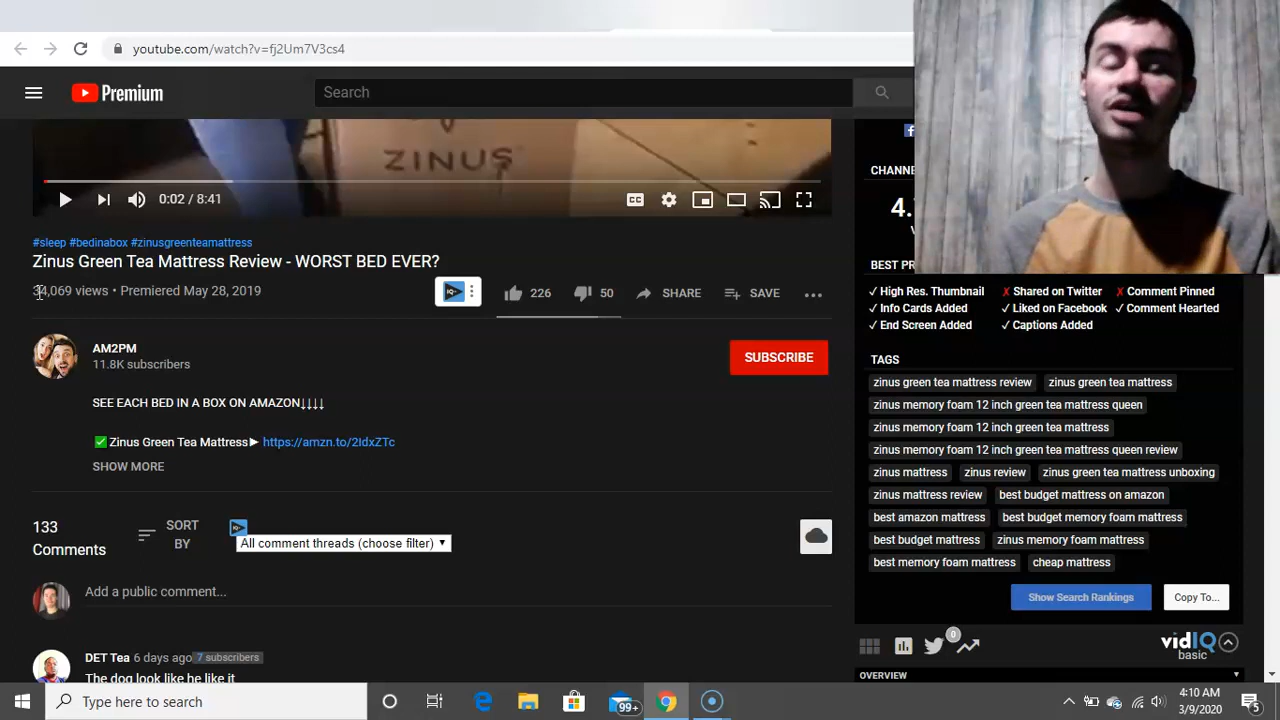 youtube.com/watch?v=fj2Um7V3cs4
Premium
Search
ZINUS
0:02 / 8:41
CC
#sleep #bedinabox #zinusgreenteamattress
Zinus Green Tea Mattress Review - WORST BED EVER?
34,069 views • Premiered May 28, 2019
IQ
226
50
SHARE
SAVE
AM2PM
11.8K subscribers
SUBSCRIBE
SEE EACH BED IN A BOX ON AMAZON↓↓↓↓
✅ Zinus Green Tea Mattress► https://amzn.to/2IdxZTc
SHOW MORE
133
Comments
SORT
BY
All comment threads (choose filter)
Add a public comment...
DET Tea 6 days ago 7 subscribers
The dog look like he like it
CHANN
4.
BEST PR
✓ High Res. Thumbnail ✗ Shared on Twitter ✗ Comment Pinned
✓ Info Cards Added ✓ Liked on Facebook ✓ Comment Hearted
✓ End Screen Added ✓ Captions Added
TAGS
zinus green tea mattress review zinus green tea mattress
zinus memory foam 12 inch green tea mattress queen
zinus memory foam 12 inch green tea mattress
zinus memory foam 12 inch green tea mattress queen review
zinus mattress zinus review zinus green tea mattress unboxing
zinus mattress review best budget mattress on amazon
best amazon mattress best budget memory foam mattress
best budget mattress zinus memory foam mattress
best memory foam mattress cheap mattress
Show Search Rankings Copy To...
0
vidIQ
basic
OVERVIEW
Type here to search
99+
4:10 AM
3/9/2020
5